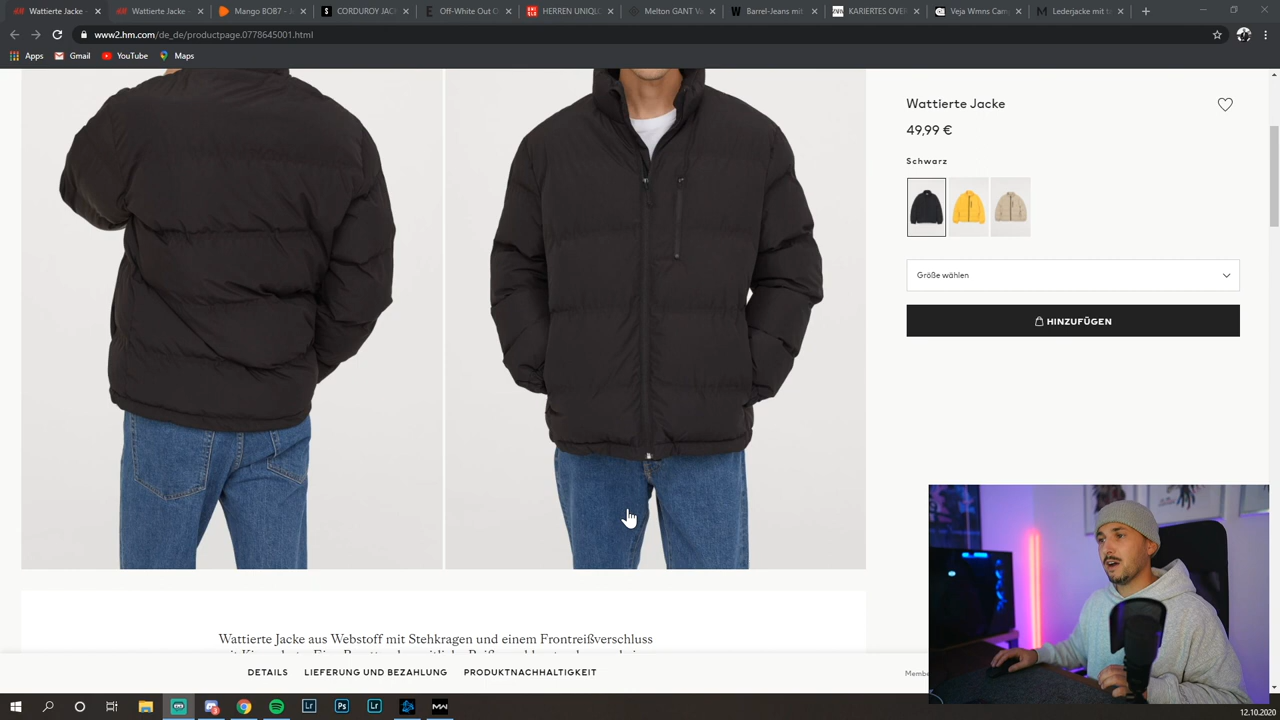 Wattierte Jacke -
Wattierte Jacke -
Mango BOB7 - J
CORDUROY JAC
Off-White Out O
HERREN UNIQL
Melton GANT Va
Barrel-Jeans mit
KARIERTES OVER
Veja Wmns Cam
Lederjacke mit t
www2.hm.com/de_de/productpage.0778645001.html
Apps
Gmail
YouTube
Maps
Wattierte Jacke
49,99 €
Schwarz
Größe wählen
HINZUFÜGEN
Wattierte Jacke aus Webstoff mit Stehkragen und einem Frontreißverschluss
DETAILS
LIEFERUNG UND BEZAHLUNG
PRODUKTNACHHALTIGKEIT
Membe
12.10.2020